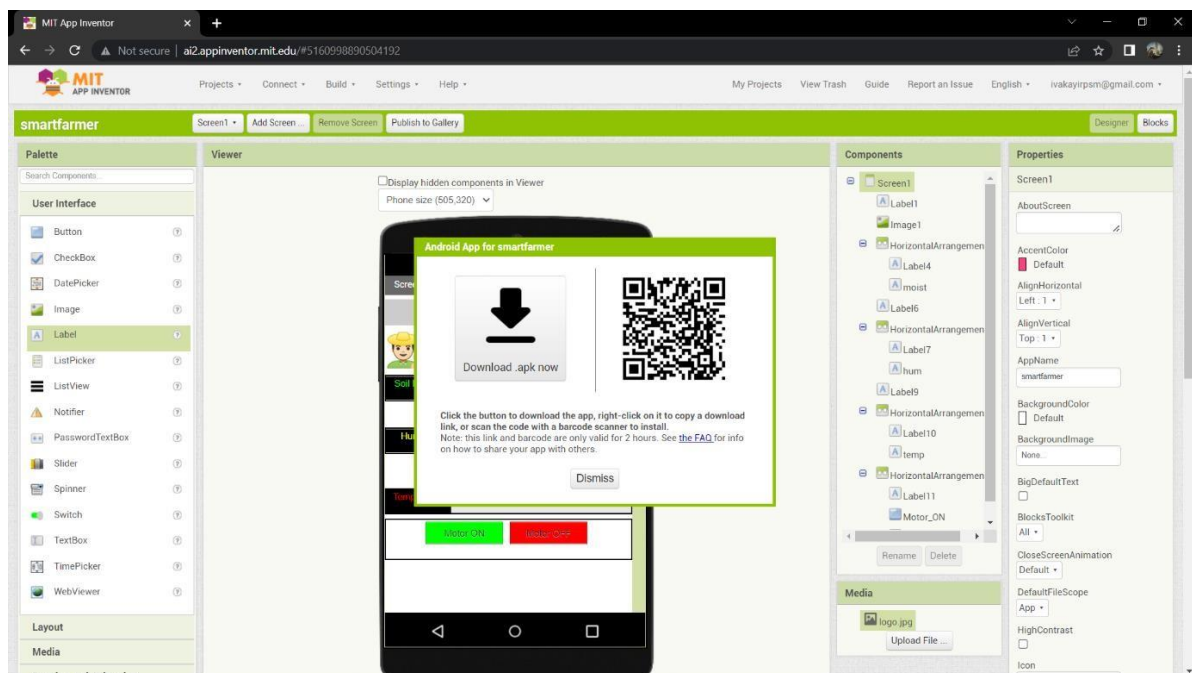 MIT App Inventor
Not secure | ai2.appinventor.mit.edu/#5160998890504192
MIT
APP INVENTOR
Projects
Connect
Build
Settings
Help
My Projects
View Trash
Guide
Report an Issue
English
ivakayirpsm@gmail.com
smartfarmer
Screen1
Add Screen ...
Remove Screen
Publish to Gallery
Designer
Blocks
Palette
Search Components...
User Interface
Button
CheckBox
DatePicker
Image
Label
ListPicker
ListView
Notifier
PasswordTextBox
Slider
Spinner
Switch
TextBox
TimePicker
WebViewer
Layout
Media
Viewer
Display hidden components in Viewer
Phone size (505,320)
Scre
Soil
Hu
Temp
Motor ON
Motor OFF
Android App for smartfarmer
Download .apk now
Click the button to download the app, right-click on it to copy a download
link, or scan the code with a barcode scanner to install.
Note: this link and barcode are only valid for 2 hours. See the FAQ for info
on how to share your app with others.
Dismiss
Components
Screen1
Label1
Image1
HorizontalArrangemen
Label4
moist
Label6
HorizontalArrangemen
Label7
hum
Label9
HorizontalArrangemen
Label10
temp
HorizontalArrangemen
Label11
Motor_ON
Rename
Delete
Media
logo.jpg
Upload File ...
Properties
Screen1
AboutScreen
AccentColor
Default
AlignHorizontal
Left : 1
AlignVertical
Top : 1
AppName
smartfarmer
BackgroundColor
Default
BackgroundImage
None...
BigDefaultText
BlocksToolkit
All
CloseScreenAnimation
Default
DefaultFileScope
App
HighContrast
Icon